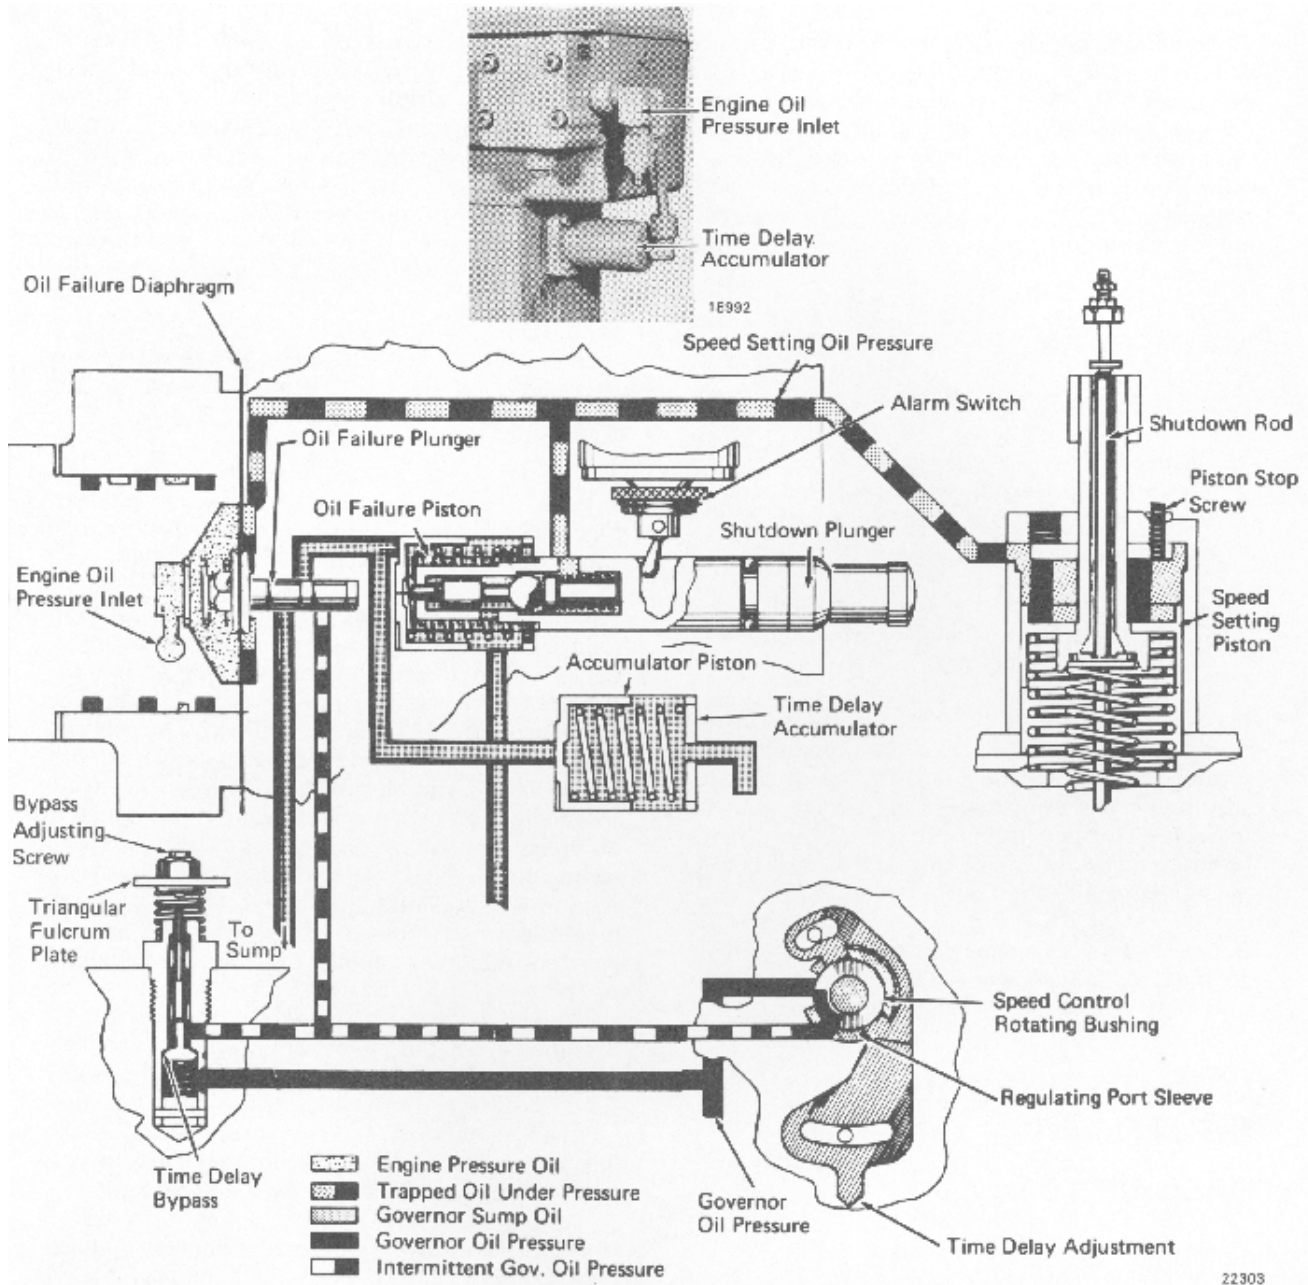 Engine Oil
Pressure Inlet
Time Delay
Accumulator
18992
Oil Failure Diaphragm
Speed Setting Oil Pressure
Alarm Switch
Oil Failure Plunger
Shutdown Rod
Piston Stop
Screw
Oil Failure Piston
Shutdown Plunger
Engine Oil
Pressure Inlet
Speed
Setting
Piston
Accumulator Piston
Time Delay
Accumulator
Bypass
Adjusting
Screw
Triangular
Fulcrum
Plate
To
Sump
Speed Control
Rotating Bushing
Regulating Port Sleeve
Time Delay
Bypass
Engine Pressure Oil
Trapped Oil Under Pressure
Governor Sump Oil
Governor Oil Pressure
Intermittent Gov. Oil Pressure
Governor
Oil Pressure
Time Delay Adjustment
22303